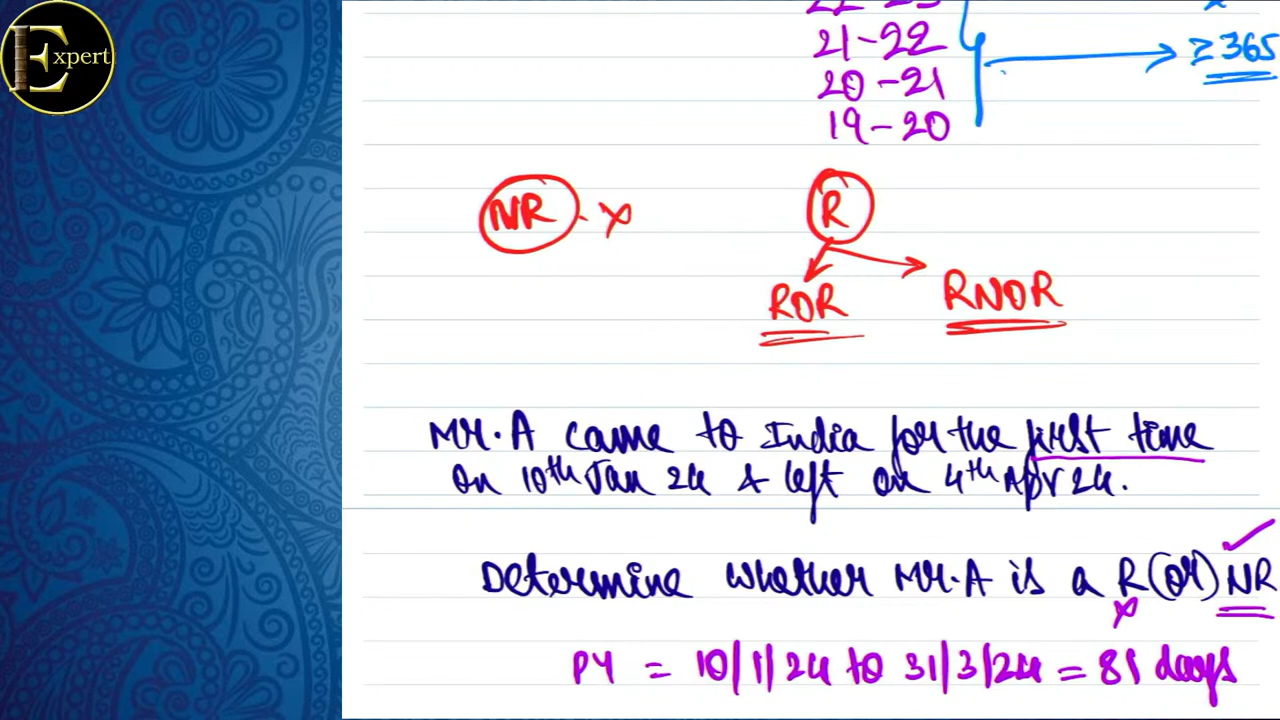 Expert
22-23
21-22
≥365
20-21
19-20
NR x
R
ROR
RNOR
Mr. A came to India for the first time
on 10th Jan 24 & left on 4th Apr 24.
Determine whether Mr. A is a R (or) NR
PY = 10/1/24 to 31/3/24 = 81 days